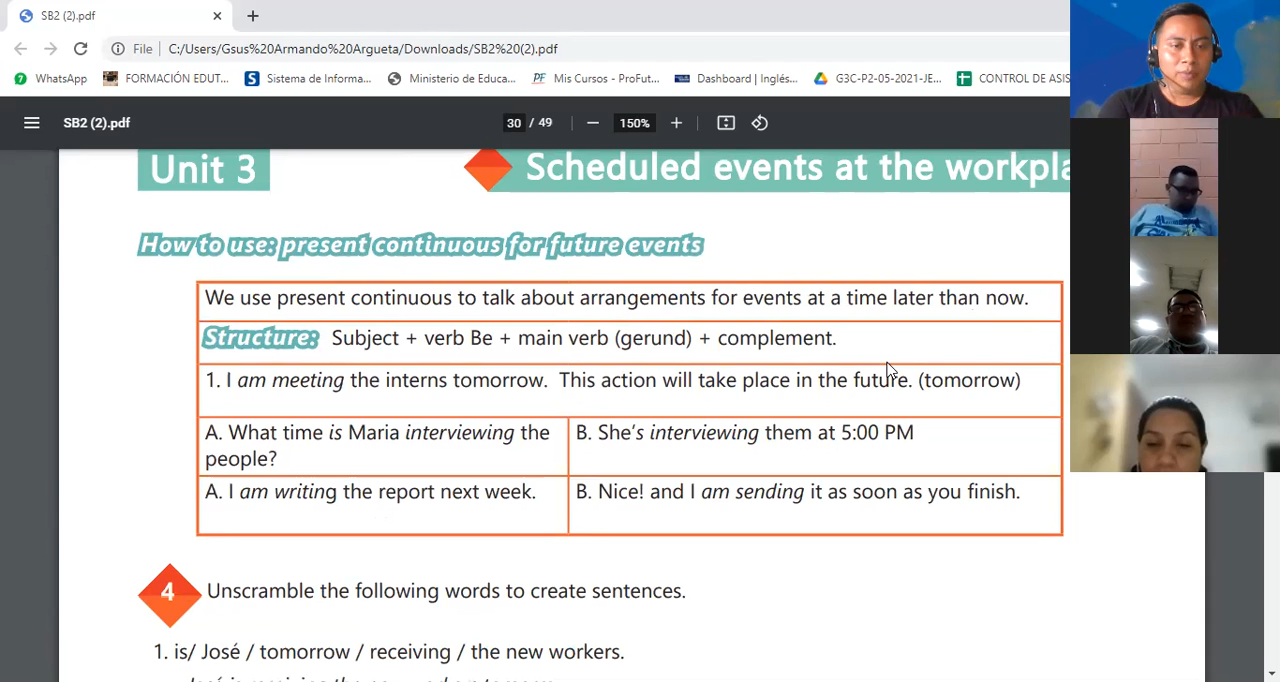 SB2 (2).pdf
File C:/Users/Gsus%20Armando%20Argueta/Downloads/SB2%20(2).pdf
WhatsApp FORMACIÓN EDUT... Sistema de Informa... Ministerio de Educa... PF Mis Cursos - ProFut... Dashboard | Inglés,... G3C-P2-05-2021-JE... CONTROL DE ASIS
SB2 (2).pdf 30 / 49 150%
Unit 3 Scheduled events at the workpla
How to use: present continuous for future events
We use present continuous to talk about arrangements for events at a time later than now.
Structure: Subject + verb Be + main verb (gerund) + complement.
1. I am meeting the interns tomorrow. This action will take place in the future. (tomorrow)
A. What time is Maria interviewing the
people?
B. She's interviewing them at 5:00 PM
A. I am writing the report next week.
B. Nice! and I am sending it as soon as you finish.
4 Unscramble the following words to create sentences.
1. is/ José / tomorrow / receiving / the new workers.